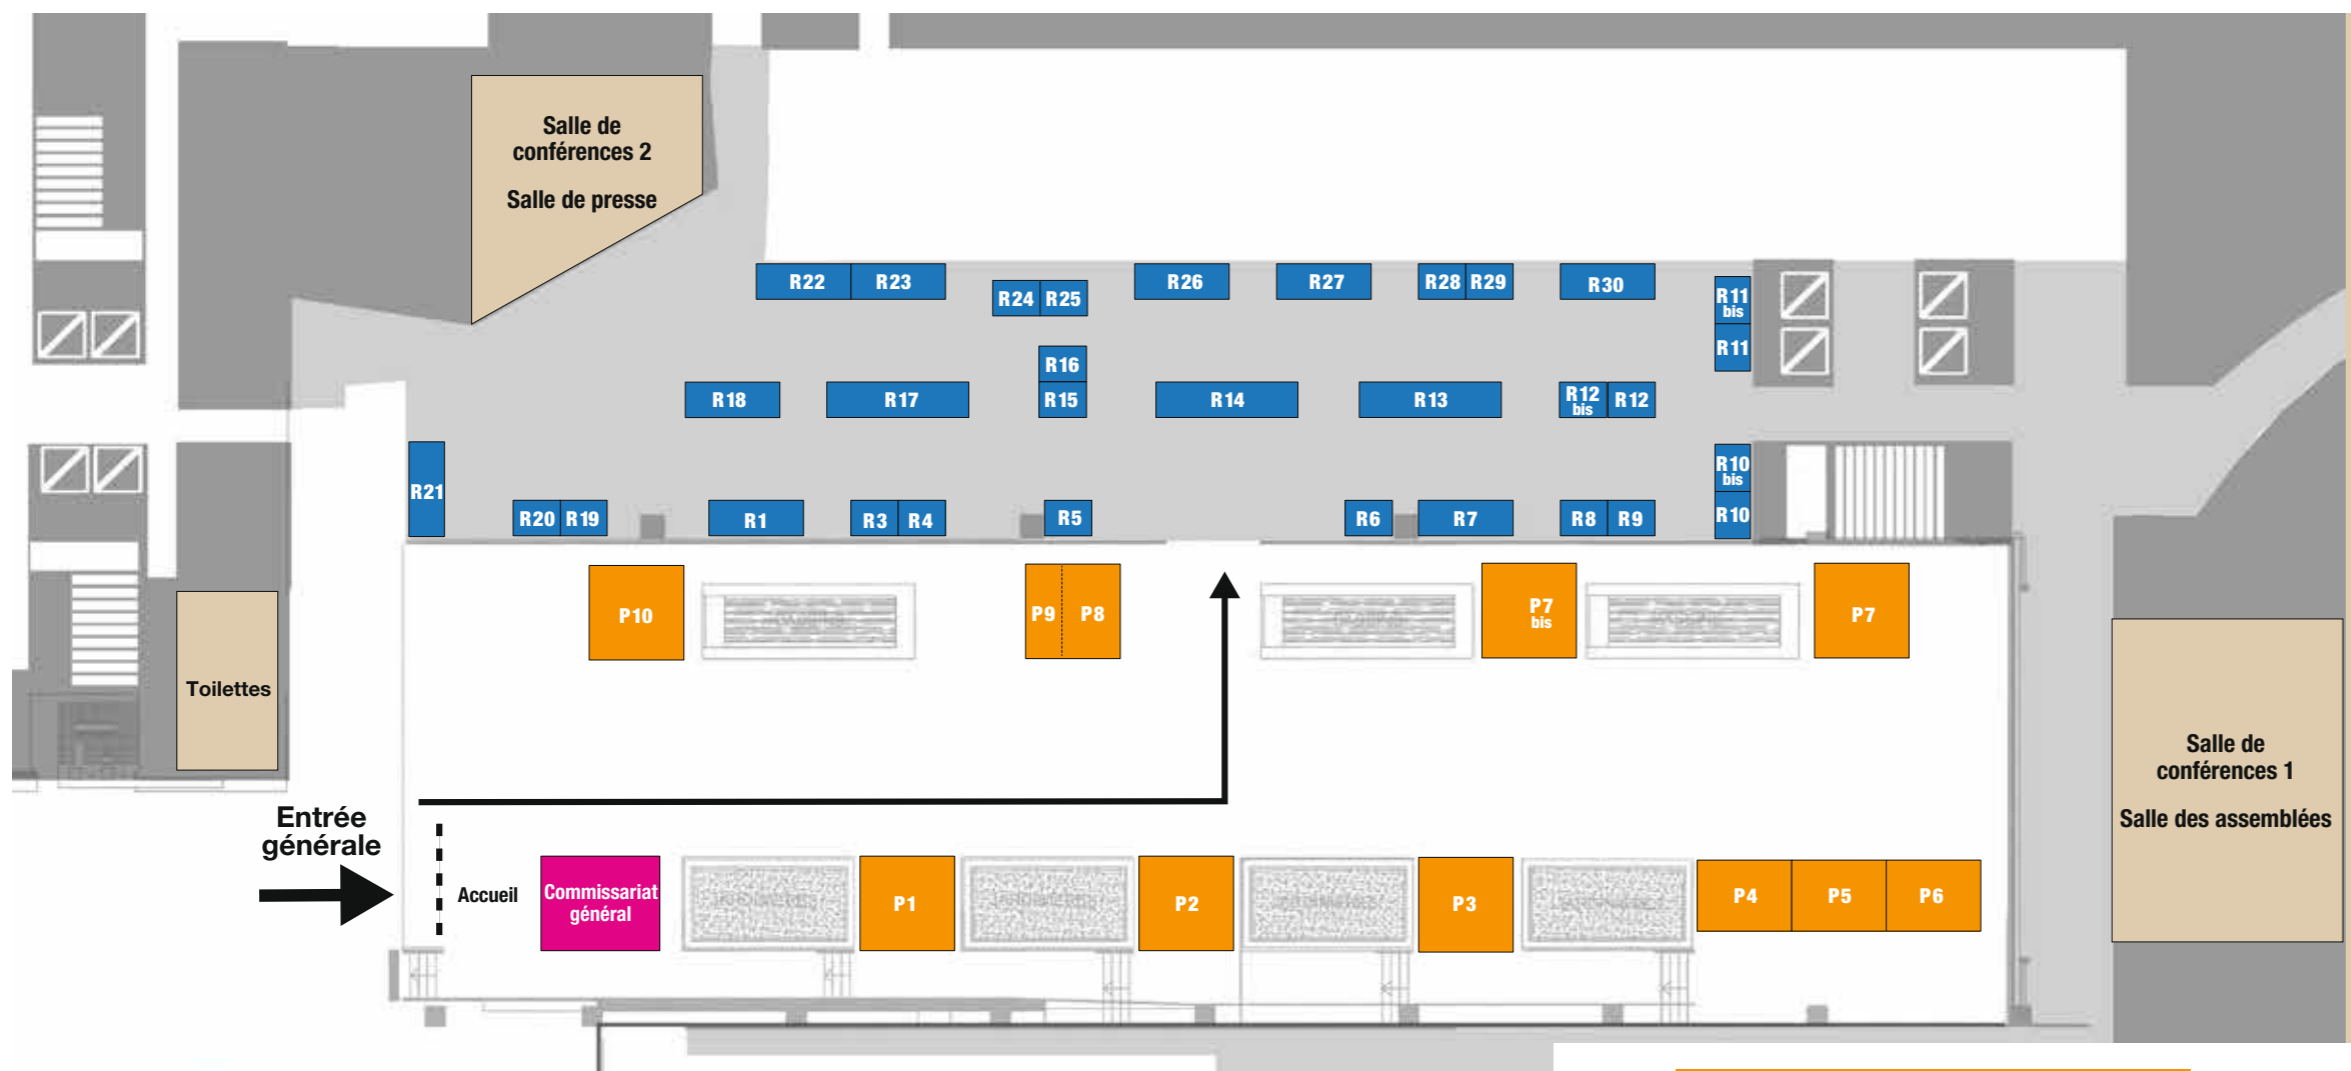 Salle de
conférences 2
Salle de presse
R22
R23
R24
R25
R26
R27
R28
R29
R30
R11
bis
R11
R16
R15
R18
R17
R14
R13
R12
bis
R12
R21
R20
R19
R1
R3
R4
R5
R6
R7
R8
R9
R10
bis
R10
P10
P9
P8
P7
bis
P7
Toilettes
Salle de
conférences 1
Salle des assemblées
Entrée
générale
Accueil
Commissariat
général
P1
P2
P3
P4
P5
P6